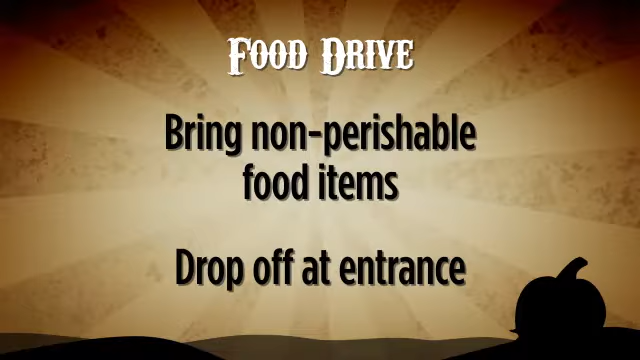 Food Drive
Bring non-perishable
food items
Drop off at entrance